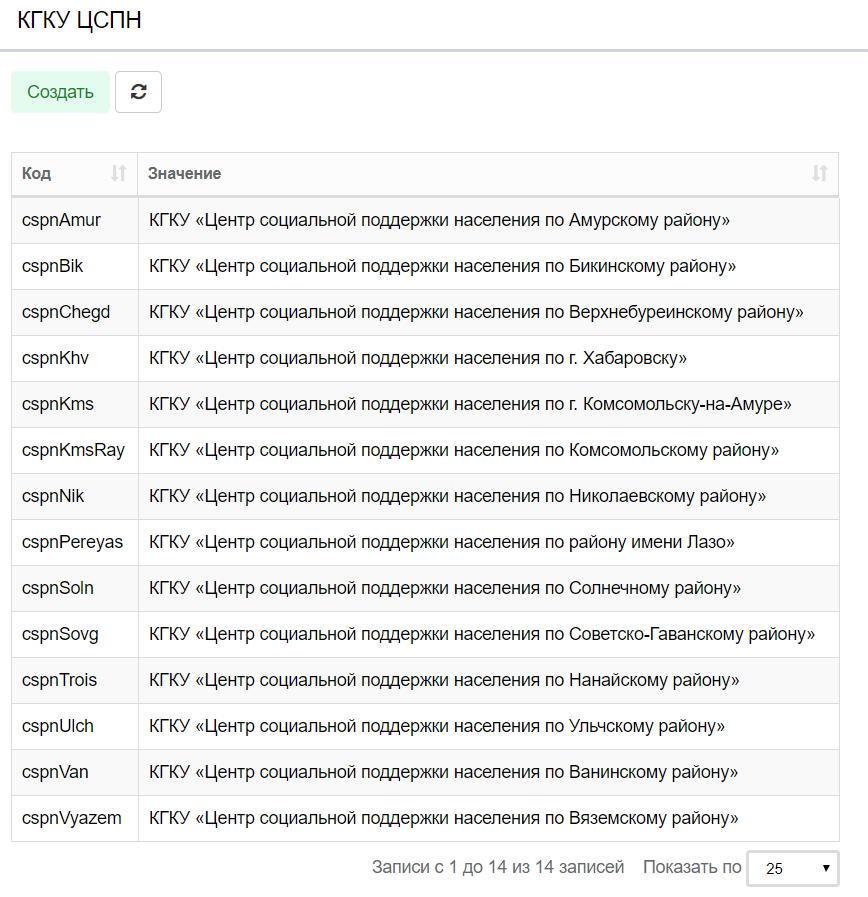 КГКУ ЦСПН
Создать
Код Значение
cspnAmur КГКУ «Центр социальной поддержки населения по Амурскому району»
cspnBik КГКУ «Центр социальной поддержки населения по Бикинскому району»
cspnChegd КГКУ «Центр социальной поддержки населения по Верхнебуреинскому району»
cspnKhv КГКУ «Центр социальной поддержки населения по г. Хабаровску»
cspnKms КГКУ «Центр социальной поддержки населения по г. Комсомольску-на-Амуре»
cspnKmsRay КГКУ «Центр социальной поддержки населения по Комсомольскому району»
cspnNik КГКУ «Центр социальной поддержки населения по Николаевскому району»
cspnPereyas КГКУ «Центр социальной поддержки населения по району имени Лазо»
cspnSoln КГКУ «Центр социальной поддержки населения по Солнечному району»
cspnSovg КГКУ «Центр социальной поддержки населения по Советско-Гаванскому району»
cspnTrois КГКУ «Центр социальной поддержки населения по Нанайскому району»
cspnUlch КГКУ «Центр социальной поддержки населения по Ульчскому району»
cspnVan КГКУ «Центр социальной поддержки населения по Ванинскому району»
cspnVyazem КГКУ «Центр социальной поддержки населения по Вяземскому району»
Записи с 1 до 14 из 14 записей Показать по 25